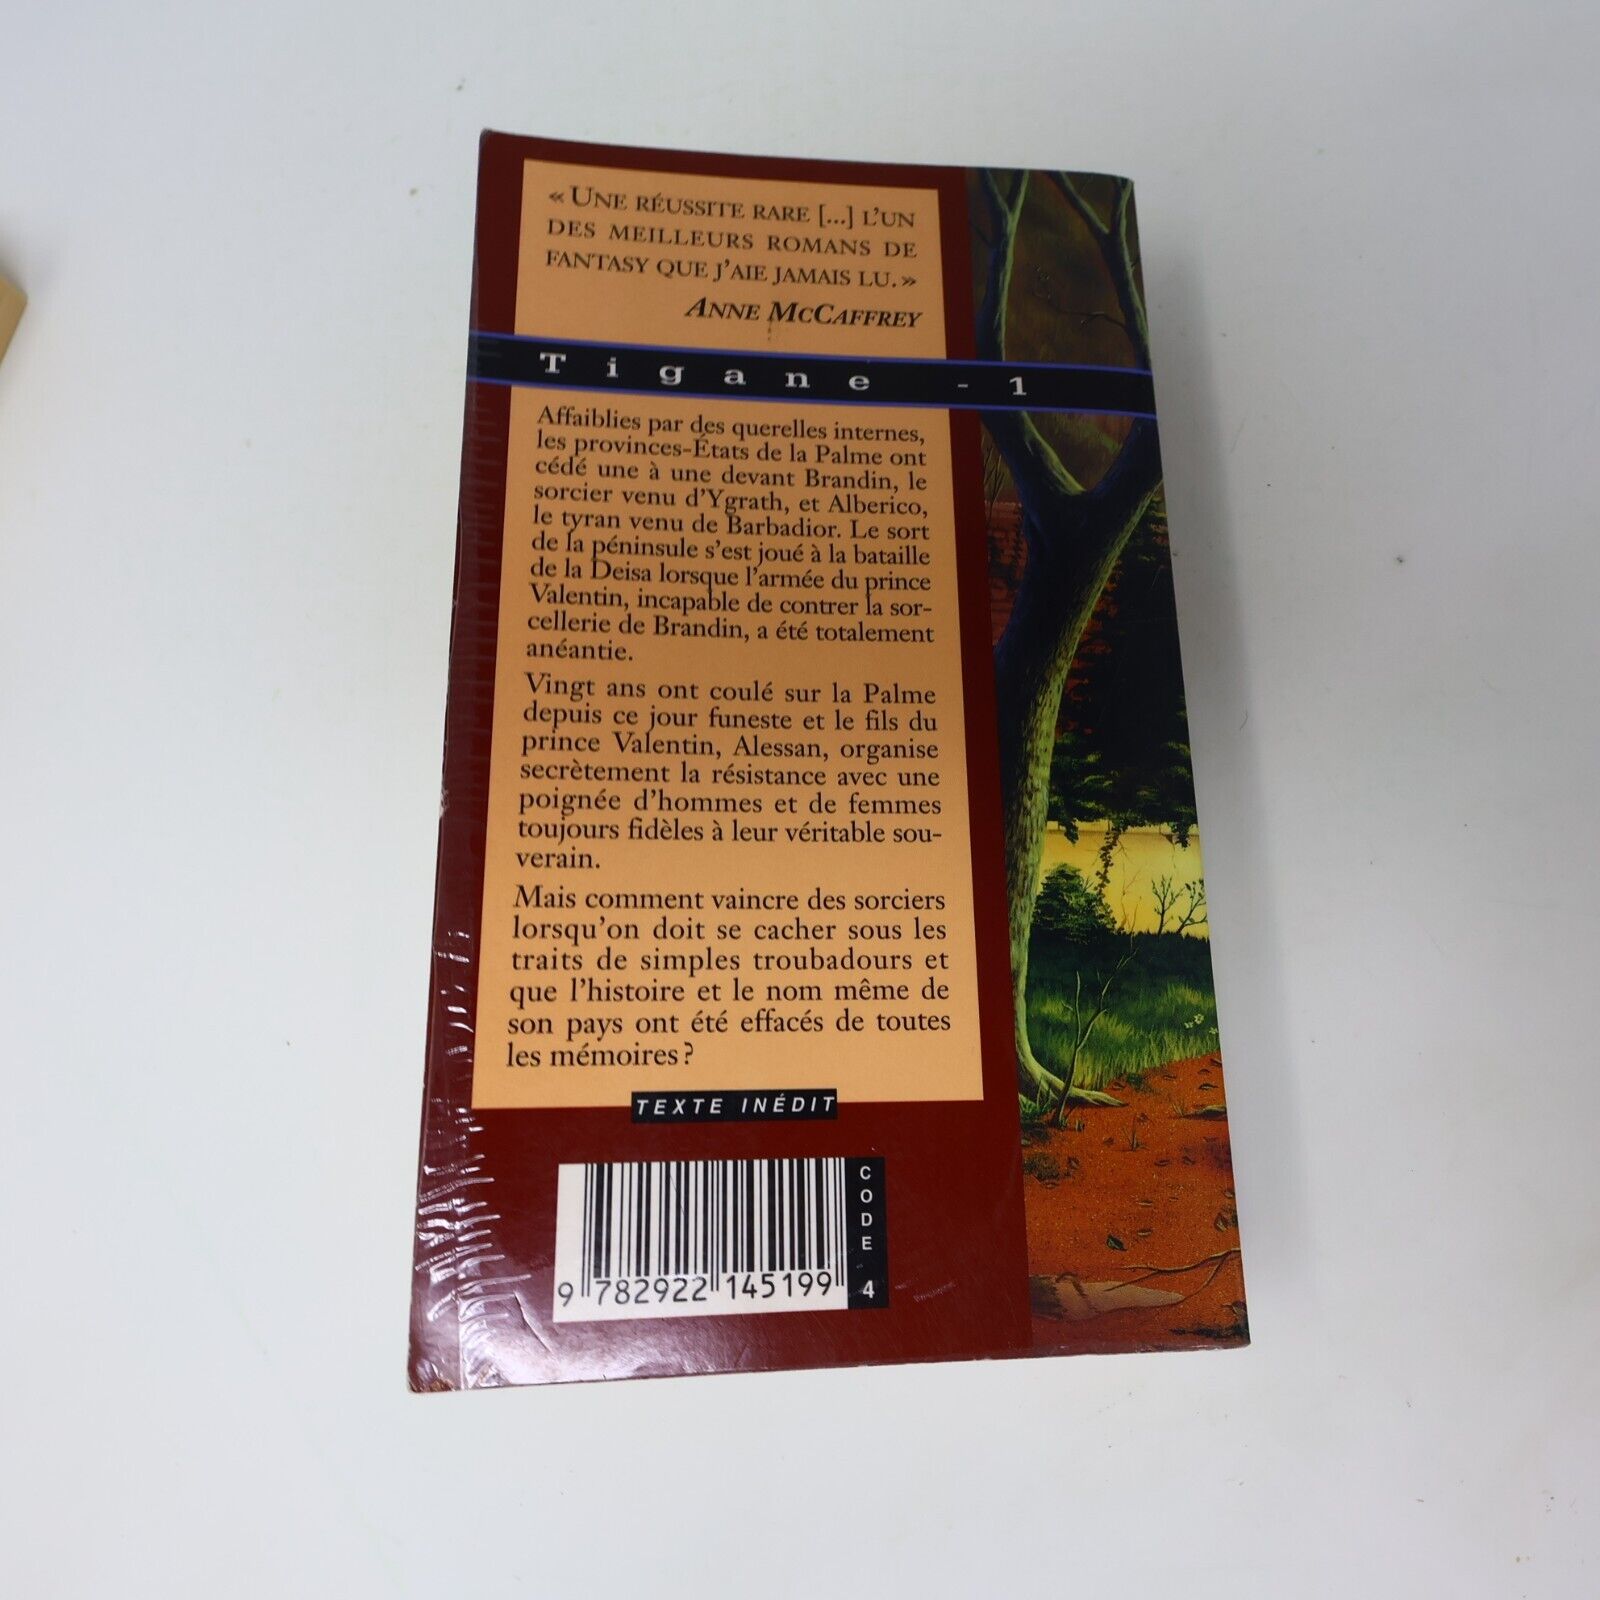 « Une réussite rare [...] l'un
des meilleurs romans de
fantasy que j'aie jamais lu. »
Anne McCaffrey
Tigane - 1
Affaiblies par des querelles internes,
les provinces-États de la Palme ont
cédé une à une devant Brandin, le
sorcier venu d'Ygrath, et Alberico,
le tyran venu de Barbadior. Le sort
de la péninsule s'est joué à la bataille
de la Deisa lorsque l'armée du prince
Valentin, incapable de contrer la sor-
cellerie de Brandin, a été totalement
anéantie.
Vingt ans ont coulé sur la Palme
depuis ce jour funeste et le fils du
prince Valentin, Alessan, organise
secrètement la résistance avec une
poignée d'hommes et de femmes
toujours fidèles à leur véritable sou-
verain.
Mais comment vaincre des sorciers
lorsqu'on doit se cacher sous les
traits de simples troubadours et
que l'histoire et le nom même de
son pays ont été effacés de toutes
les mémoires ?
TEXTE INÉDIT
CODE 4
9 782922 145199